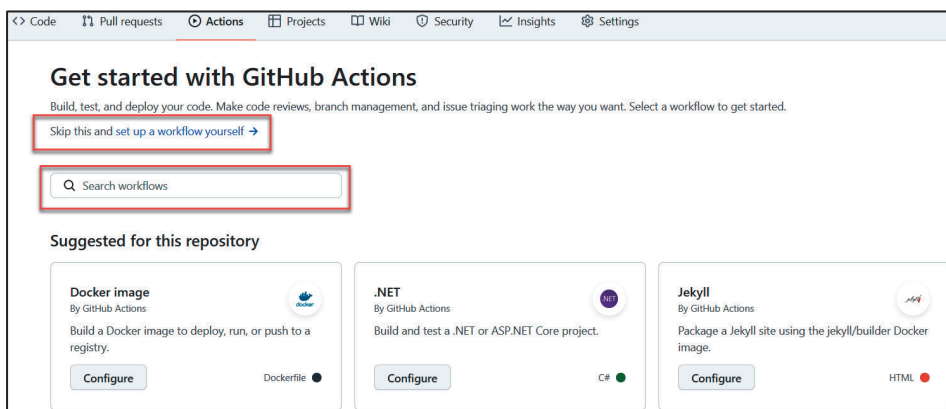 <> Code Pull requests Actions Projects Wiki Security Insights Settings
Get started with GitHub Actions
Build, test, and deploy your code. Make code reviews, branch management, and issue triaging work the way you want. Select a workflow to get started.
Skip this and set up a workflow yourself →
Search workflows
Suggested for this repository
Docker image
By GitHub Actions
docker
Build a Docker image to deploy, run, or push to a
registry.
Configure
Dockerfile
.NET
By GitHub Actions
.NET
Build and test a .NET or ASP.NET Core project.
Configure
C#
Jekyll
By GitHub Actions
jekyll
Package a Jekyll site using the jekyll/builder Docker
image.
Configure
HTML